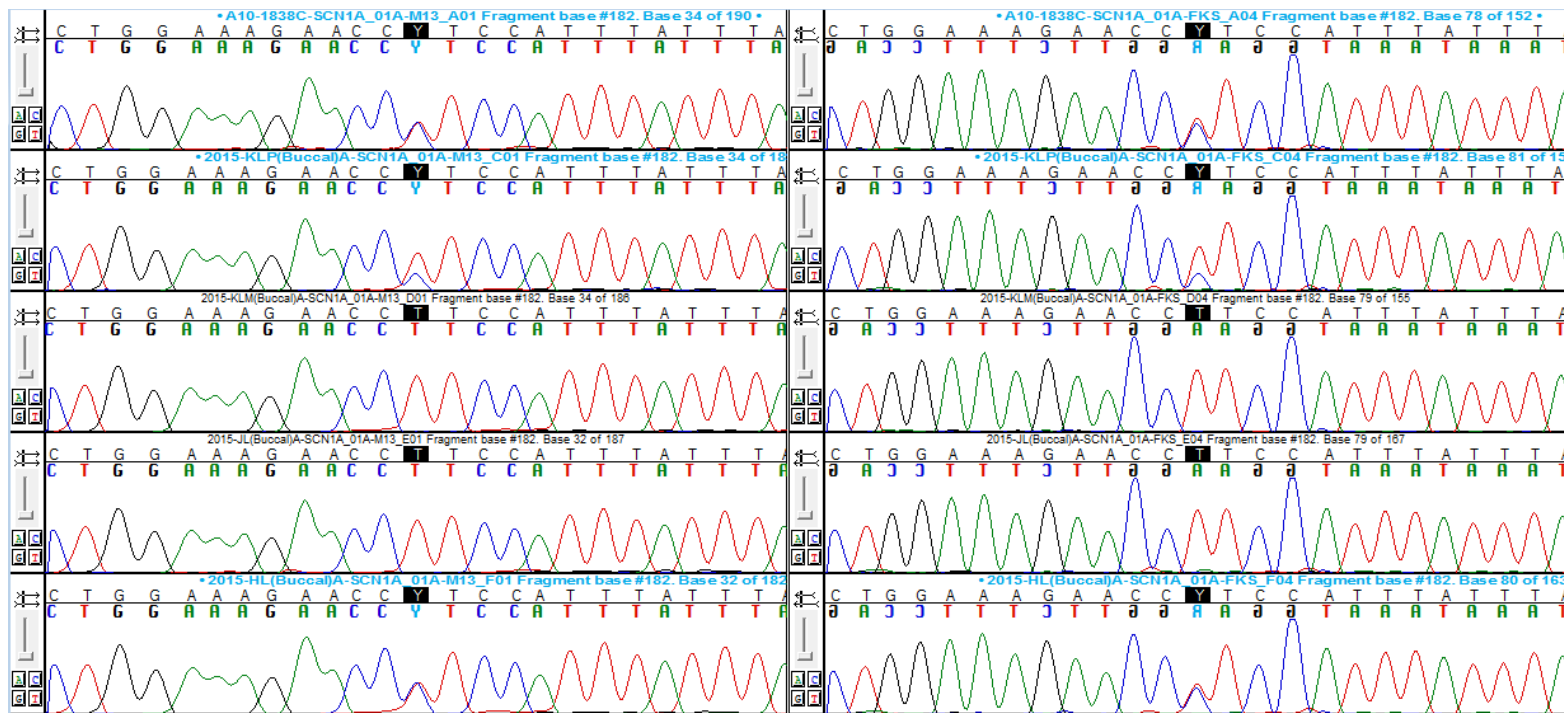 •A10-1838C-SCN1A_01A-M13_A01 Fragment base #182. Base 34 of 190•
C T G G A A A G A A C C Y T C C A T T T A T T T A
C T G G A A A G A A C C Y T C C A T T T A T T T A
A C
G T
•A10-1838C-SCN1A_01A-FKS_A04 Fragment base #182. Base 78 of 152•
C T G G A A A G A A C C Y T C C A T T T A T T T
G A C C T T T C T T G G R A G G T A A A T A A A
A C
G T
•2015-KLP(Buccal)A-SCN1A_01A-M13_C01 Fragment base #182. Base 34 of 18
C T G G A A A G A A C C Y T C C A T T T A T T T A
C T G G A A A G A A C C Y T C C A T T T A T T T A
A C
G T
•2015-KLP(Buccal)A-SCN1A_01A-FKS_C04 Fragment base #182. Base 81 of 15
C T G G A A A G A A C C Y T C C A T T T A T T T A
G A C C T T T C T T G G R A G G T A A A T A A A T
A C
G T
2015-KLM(Buccal)A-SCN1A_01A-M13_D01 Fragment base #182. Base 34 of 186
C T G G A A A G A A C C T T C C A T T T A T T T A
C T G G A A A G A A C C T T C C A T T T A T T T A
A C
G T
2015-KLM(Buccal)A-SCN1A_01A-FKS_D04 Fragment base #182. Base 79 of 155
C T G G A A A G A A C C T T C C A T T T A T T T A
G A C C T T T C T T G G A A G G T A A A T A A A T
A C
G T
2015-JL(Buccal)A-SCN1A_01A-M13_E01 Fragment base #182. Base 32 of 187
C T G G A A A G A A C C T T C C A T T T A T T T A
C T G G A A A G A A C C T T C C A T T T A T T T A
A C
G T
2015-JL(Buccal)A-SCN1A_01A-FKS_E04 Fragment base #182. Base 79 of 167
C T G G A A A G A A C C T T C C A T T T A T T T A
G A C C T T T C T T G G A A G G T A A A T A A A T
A C
G T
•2015-HL(Buccal)A-SCN1A_01A-M13_F01 Fragment base #182. Base 32 of 182
C T G G A A A G A A C C Y T C C A T T T A T T T A
C T G G A A A G A A C C Y T C C A T T T A T T T A
A C
G T
•2015-HL(Buccal)A-SCN1A_01A-FKS_F04 Fragment base #182. Base 80 of 163
C T G G A A A G A A C C Y T C C A T T T A T T T A
G A C C T T T C T T G G R A G G T A A A T A A A T
A C
G T